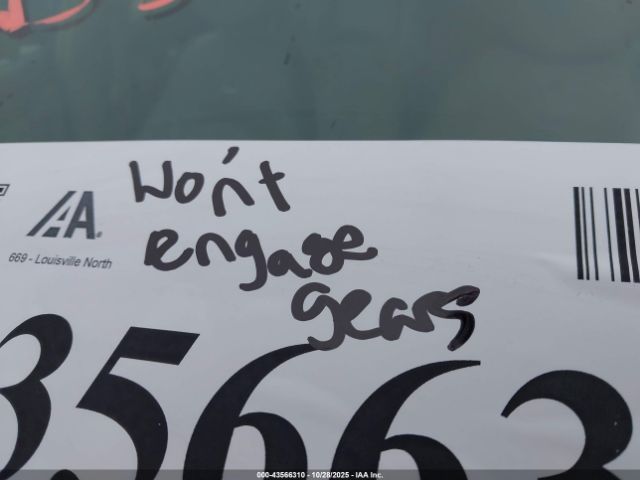 Won't
IAA
669 - Louisville North
engage
gears
35663
000-43566310 - 10/28/2025 - IAA Inc.